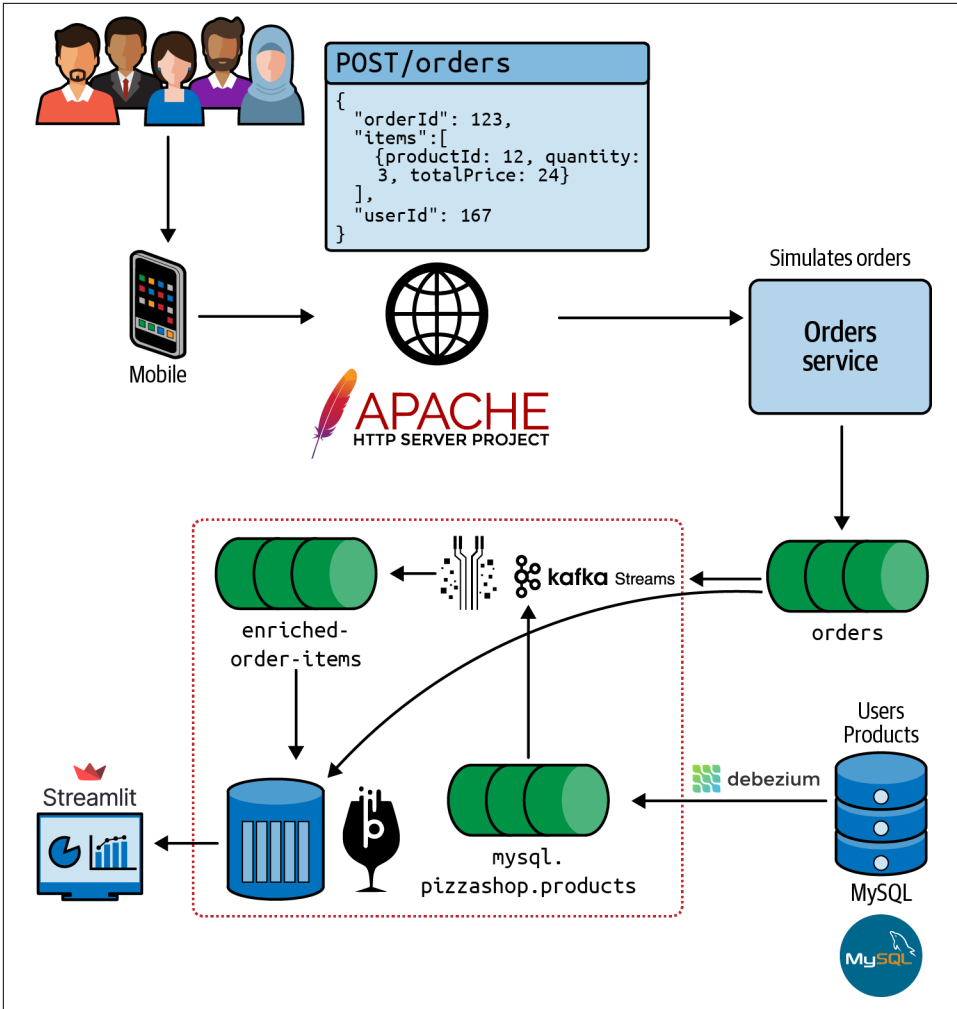 POST/orders
{
"orderId": 123,
"items":[
{productId: 12, quantity:
3, totalPrice: 24}
],
"userId": 167
}
Mobile
APACHE
HTTP SERVER PROJECT
Simulates orders
Orders
service
kafka Streams
enriched-
order-items
orders
Users
Products
debezium
Streamlit
mysql.
pizzashop.products
MySQL
MySQL